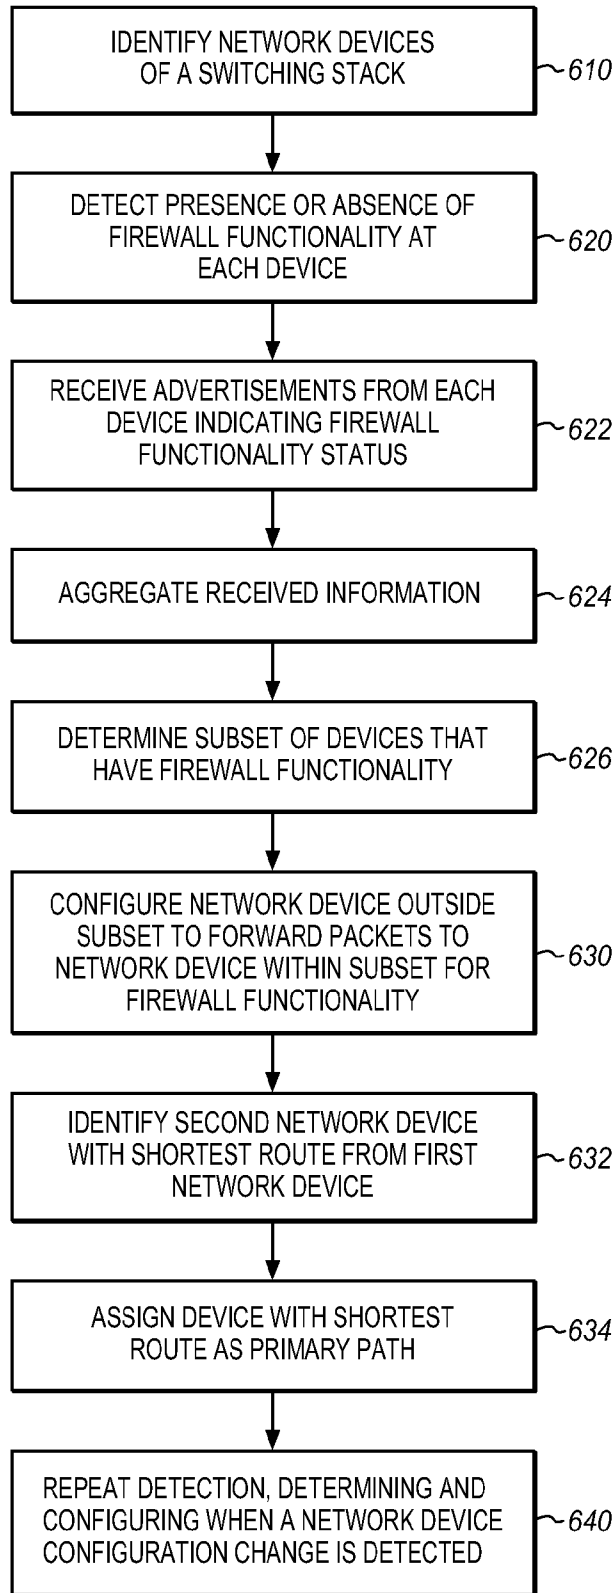 IDENTIFY NETWORK DEVICES
OF A SWITCHING STACK
610
DETECT PRESENCE OR ABSENCE OF
FIREWALL FUNCTIONALITY AT
EACH DEVICE
620
RECEIVE ADVERTISEMENTS FROM EACH
DEVICE INDICATING FIREWALL
FUNCTIONALITY STATUS
622
AGGREGATE RECEIVED INFORMATION
624
DETERMINE SUBSET OF DEVICES THAT
HAVE FIREWALL FUNCTIONALITY
626
CONFIGURE NETWORK DEVICE OUTSIDE
SUBSET TO FORWARD PACKETS TO
NETWORK DEVICE WITHIN SUBSET FOR
FIREWALL FUNCTIONALITY
630
IDENTIFY SECOND NETWORK DEVICE
WITH SHORTEST ROUTE FROM FIRST
NETWORK DEVICE
632
ASSIGN DEVICE WITH SHORTEST
ROUTE AS PRIMARY PATH
634
REPEAT DETECTION, DETERMINING AND
CONFIGURING WHEN A NETWORK DEVICE
CONFIGURATION CHANGE IS DETECTED
640